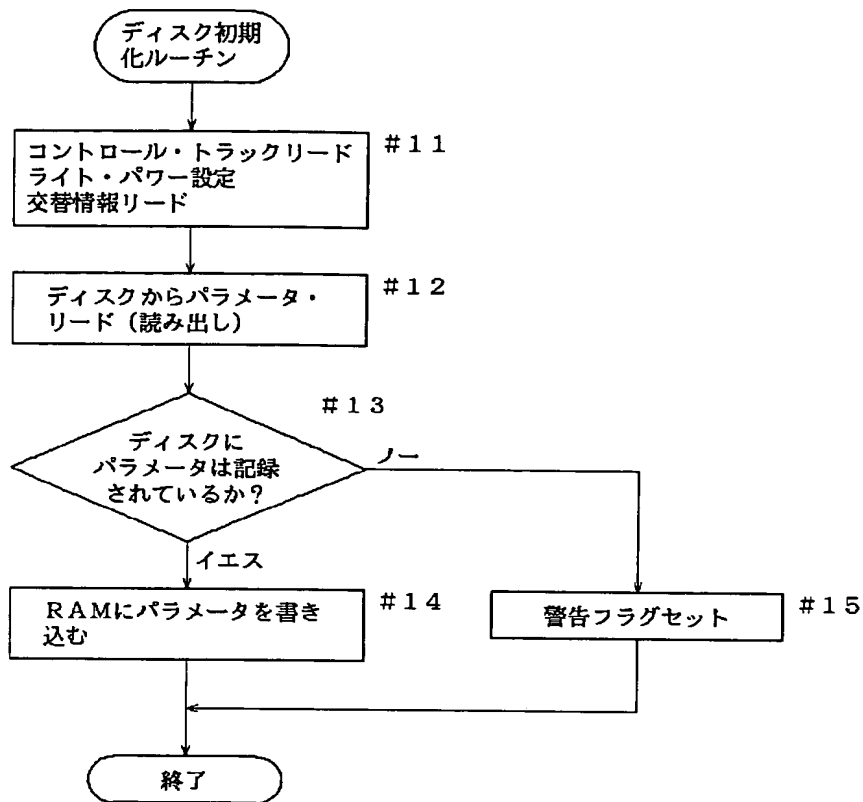 ディスク初期
化ルーチン
コントロール・トラックリード
ライト・パワー設定
交替情報リード
#11
ディスクからパラメータ・
リード(読み出し)
#12
#13
ディスクに
パラメータは記録
されているか?
ノー
イエス
RAMにパラメータを書き
込む
#14
警告フラグセット
#15
終了